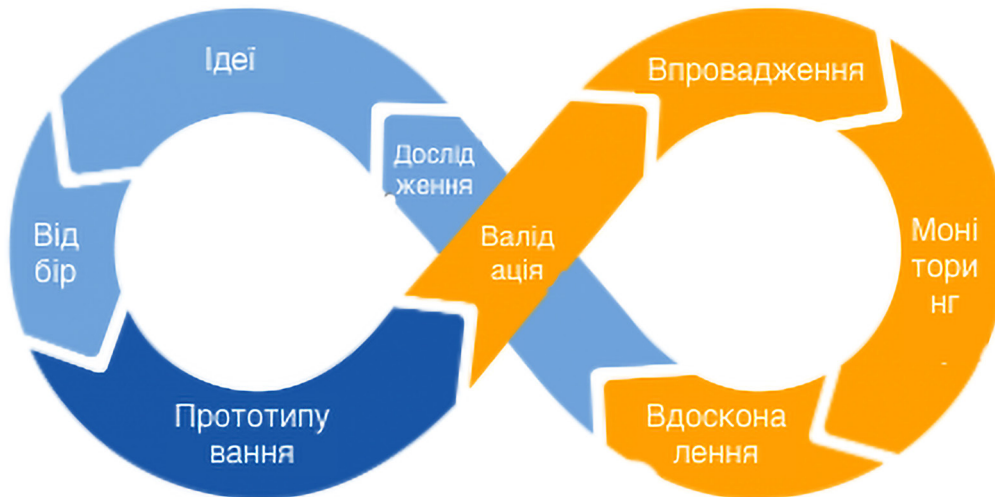 Ідеї
Дослід
ження
Від
бір
Прототипу
вання
Валід
ація
Впровадження
Моні
тори
нг
Вдоскона
лення